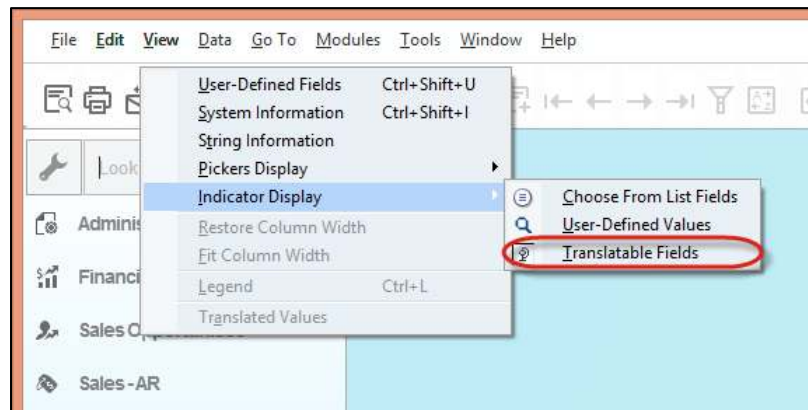 File Edit View Data Go To Modules Tools Window Help
User-Defined Fields Ctrl+Shift+U
System Information Ctrl+Shift+I
String Information
Pickers Display
Indicator Display
Restore Column Width
Fit Column Width
Legend Ctrl+L
Translated Values
Choose From List Fields
User-Defined Values
Translatable Fields
Look
Adminis
Financi
Sales O
Sales - AR